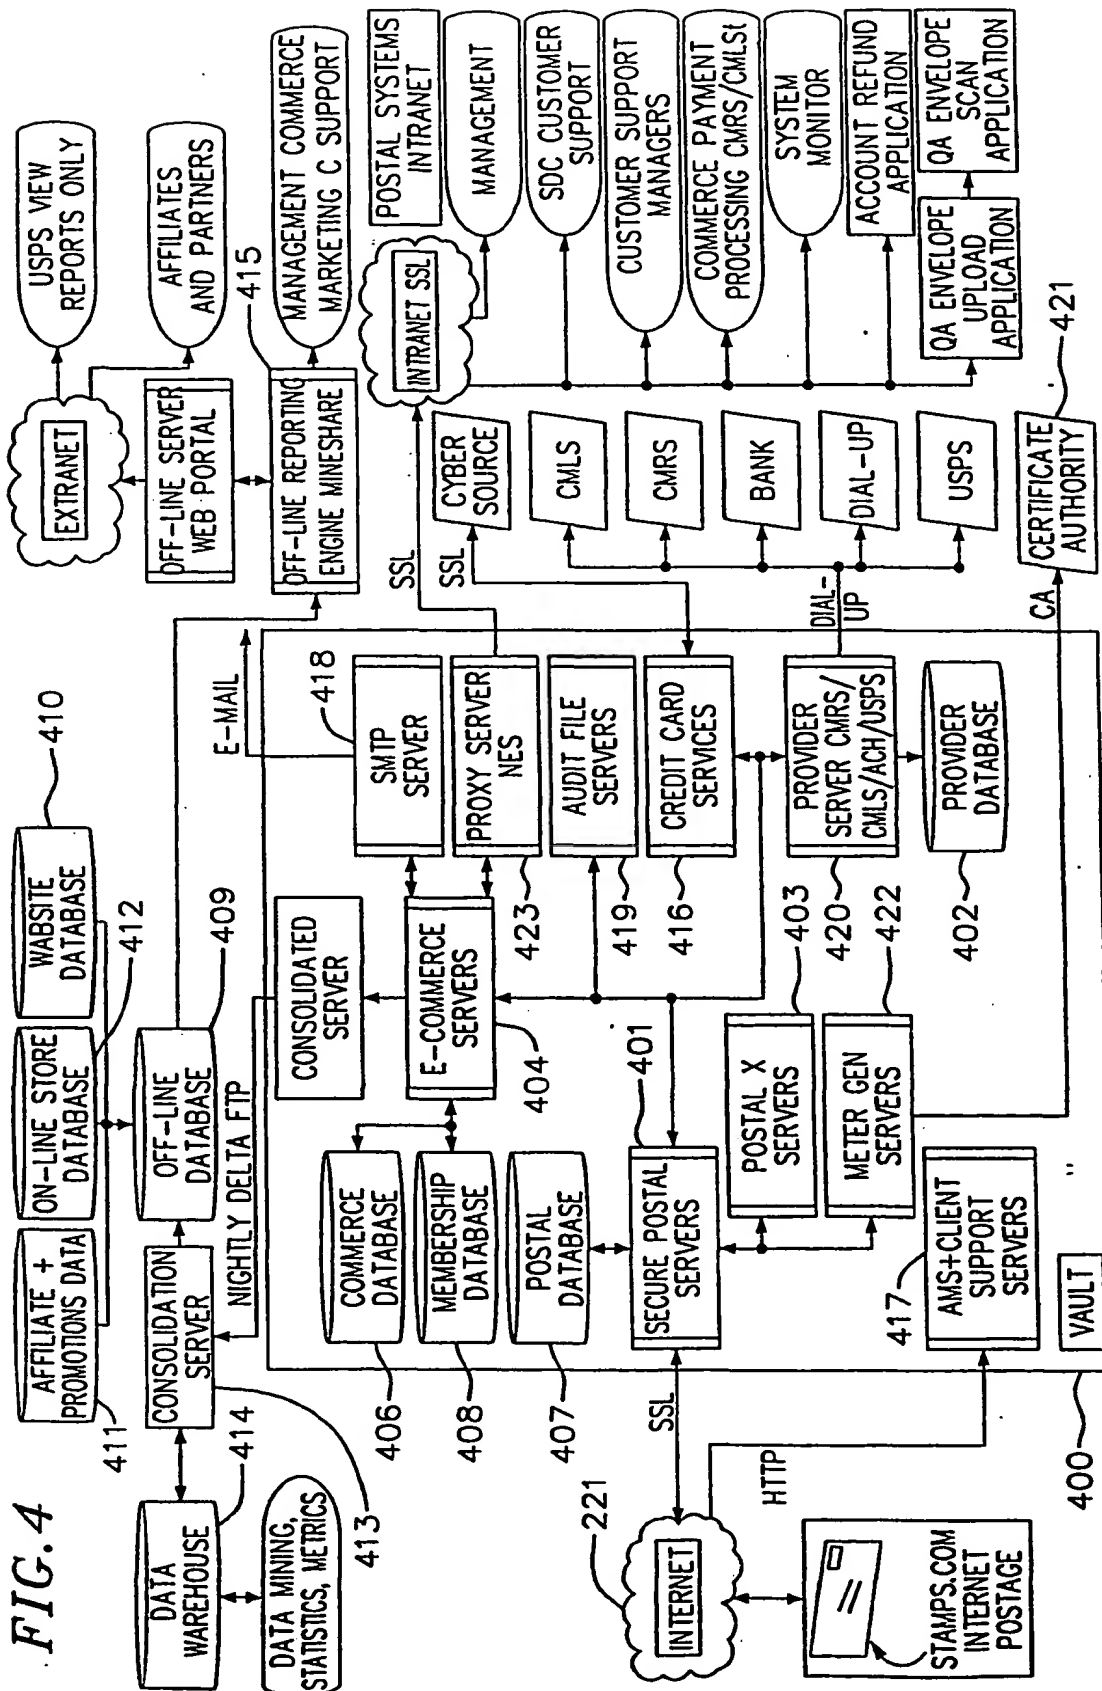 FIG. 4
DATA
WAREHOUSE
414
DATA MINING,
STATISTICS, METRICS
413
AFFILIATE +
PROMOTIONS DATA
411
ON-LINE STORE
DATABASE
412
WABSITE
DATABASE
410
CONSOLIDATION
SERVER
OFF-LINE
DATABASE
409
NIGHTLY DELTA FTP
E-MAIL
EXTRANET
USPS VIEW
REPORTS ONLY
OFF-LINE SERVER
WEB PORTAL
AFFILIATES
AND PARTNERS
415
OFF-LINE REPORTING
ENGINE MINESHARE
MANAGEMENT COMMERCE
MARKETING C SUPPORT
COMMERCE
DATABASE
406
MEMBERSHIP
DATABASE
408
POSTAL
DATABASE
407
CONSOLIDATED
SERVER
E-COMMERCE
SERVERS
404
SMTP
SERVER
418
PROXY SERVER
NES
423
AUDIT FILE
SERVERS
419
CREDIT CARD
SERVICES
416
SSL
SSL
INTRANET SSL
POSTAL SYSTEMS
INTRANET
MANAGEMENT
SDC CUSTOMER
SUPPORT
CUSTOMER SUPPORT
MANAGERS
COMMERCE PAYMENT
PROCESSING CMRS/CMLSt
SYSTEM
MONITOR
ACCOUNT REFUND
APPLICATION
QA ENVELOPE
UPLOAD
APPLICATION
QA ENVELOPE
SCAN
APPLICATION
CYBER
SOURCE
CMLS
CMRS
BANK
DIAL-UP
USPS
DIAL-
UP
CERTIFICATE
AUTHORITY
421
CA
221
INTERNET
SSL
HTTP
SECURE POSTAL
SERVERS
401
POSTAL X
SERVERS
403
PROVIDER
SERVER CMRS/
CMLS/ACH/USPS
420
METER GEN
SERVERS
422
PROVIDER
DATABASE
402
417
AMS+CLIENT
SUPPORT
SERVERS
VAULT
400
STAMPS.COM
INTERNET
POSTAGE